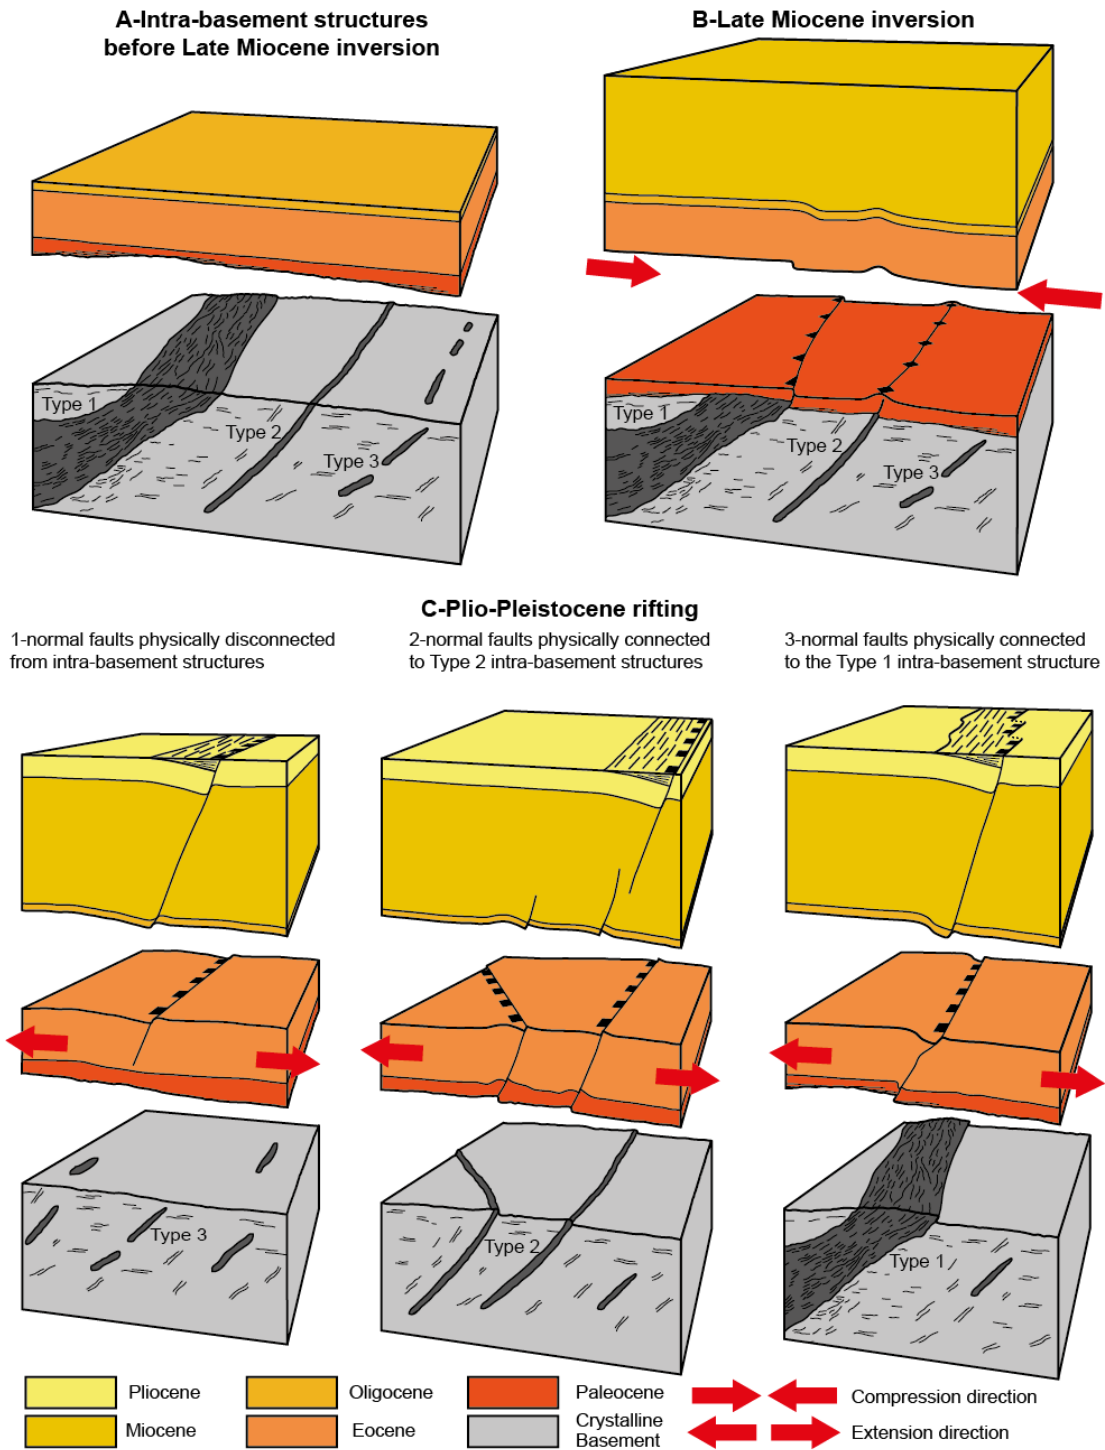 A-Intra-basement structures
before Late Miocene inversion
B-Late Miocene inversion
Type 1
Type 2
Type 3
Type 1
Type 2
Type 3
C-Plio-Pleistocene rifting
1-normal faults physically disconnected
from intra-basement structures
2-normal faults physically connected
to Type 2 intra-basement structures
3-normal faults physically connected
to the Type 1 intra-basement structure
Type 3
Type 2
Type 1
Pliocene
Oligocene
Paleocene
Compression direction
Miocene
Eocene
Crystalline
Basement
Extension direction